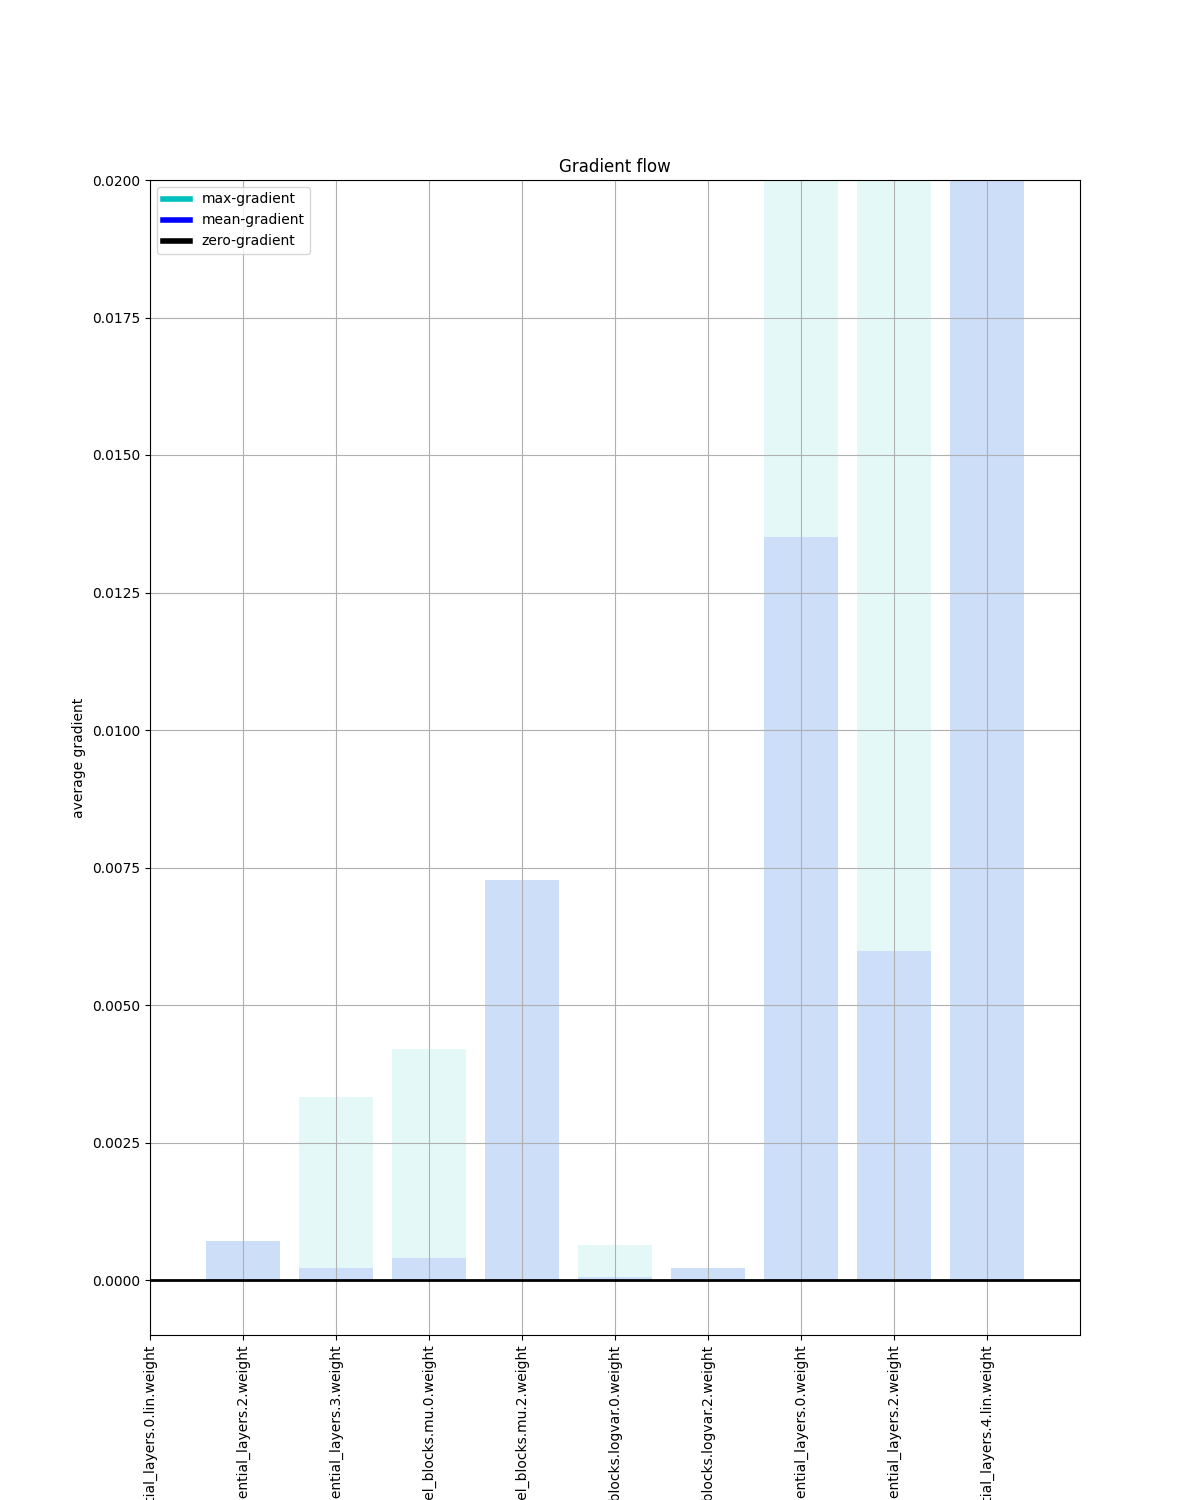 Gradient flow
max-gradient
mean-gradient
zero-gradient
average gradient
0.0200
0.0175
0.0150
0.0125
0.0100
0.0075
0.0050
0.0025
0.0000
tial_layers.0.lin.weight
ential_layers.2.weight
ential_layers.3.weight
el_blocks.mu.0.weight
el_blocks.mu.2.weight
blocks.logvar.0.weight
blocks.logvar.2.weight
ential_layers.0.weight
ential_layers.2.weight
tial_layers.4.lin.weight